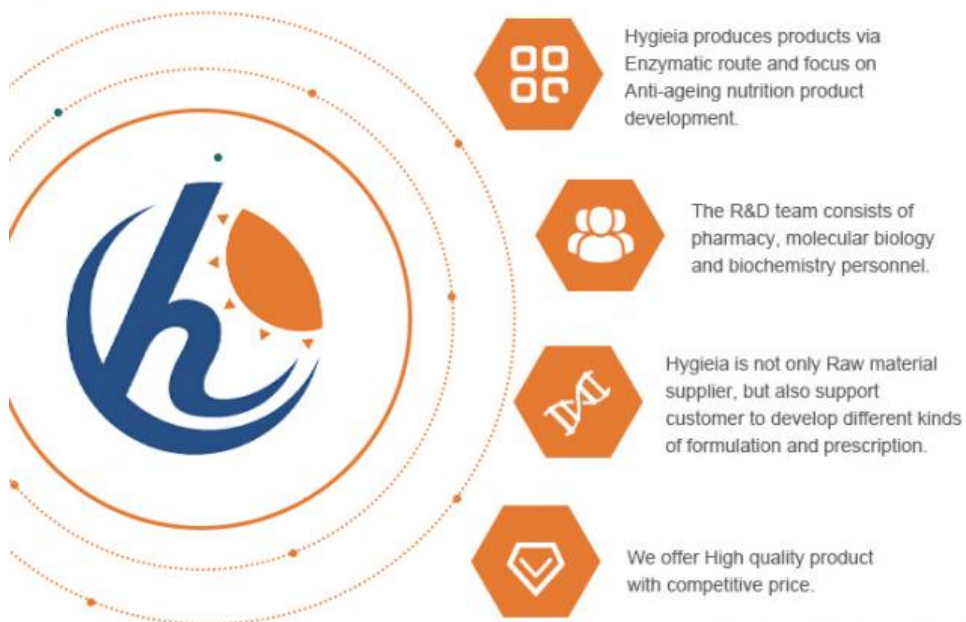 Hygieia produces products via
Enzymatic route and focus on
Anti-ageing nutrition product
development.
The R&D team consists of
pharmacy, molecular biology
and biochemistry personnel.
Hygieia is not only Raw material
supplier, but also support
customer to develop different kinds
of formulation and prescription.
We offer High quality product
with competitive price.